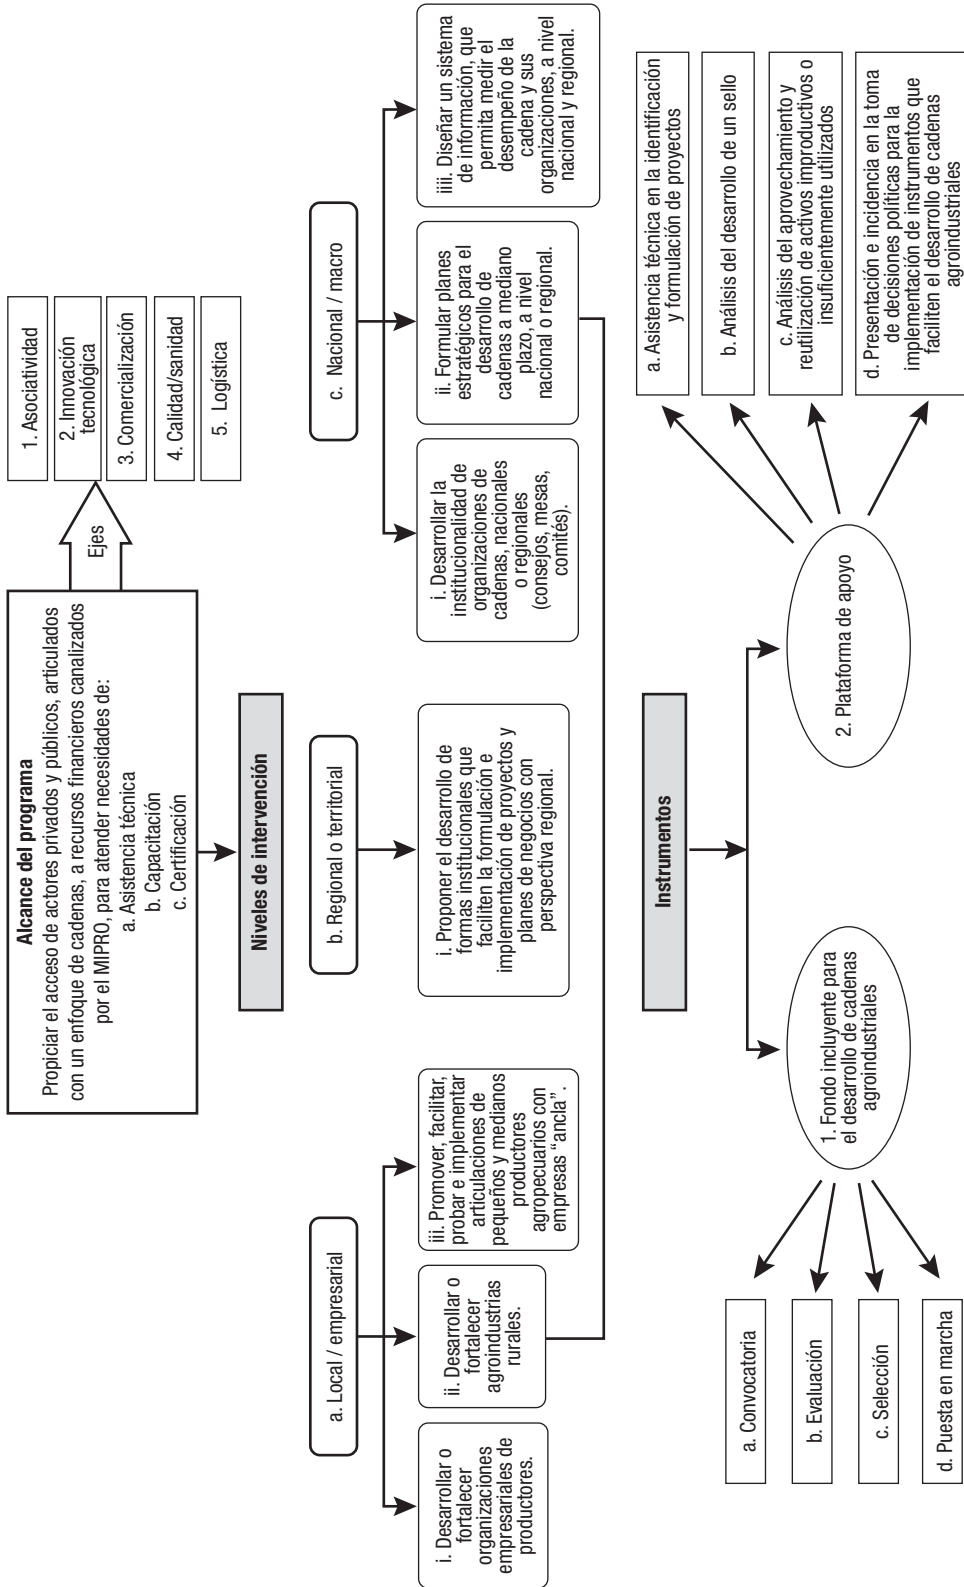 Alcance del programa
Propiciar el acceso de actores privados y públicos, articulados
con un enfoque de cadenas, a recursos financieros canalizados
por el MIPRO, para atender necesidades de:
a. Asistencia técnica
b. Capacitación
c. Certificación
Ejes
1. Asociatividad
2. Innovación
tecnológica
3. Comercialización
4. Calidad/sanidad
5. Logística
Niveles de intervención
a. Local / empresarial
b. Regional o territorial
c. Nacional / macro
i. Desarrollar o
fortalecer
organizaciones
empresariales de
productores.
ii. Desarrollar o
fortalecer
agroindustrias
rurales.
iii. Promover, facilitar,
probar e implementar
articulaciones de
pequeños y medianos
productores
agropecuarios con
empresas “ancla” .
i. Proponer el desarrollo de
formas institucionales que
faciliten la formulación e
implementación de proyectos y
planes de negocios con
perspectiva regional.
i. Desarrollar la
institucionalidad de
organizaciones de
cadenas, nacionales
o regionales
(consejos, mesas,
comités).
ii. Formular planes
estratégicos para el
desarrollo de
cadenas a mediano
plazo, a nivel
nacional o regional.
iiii. Diseñar un sistema
de información, que
permita medir el
desempeño de la
cadena y sus
organizaciones, a nivel
nacional y regional.
Instrumentos
1. Fondo incluyente para
el desarrollo de cadenas
agroindustriales
a. Convocatoria
b. Evaluación
c. Selección
d. Puesta en marcha
2. Plataforma de apoyo
a. Asistencia técnica en la identificación
y formulación de proyectos
b. Análisis del desarrollo de un sello
c. Análisis del aprovechamiento y
reutilización de activos improductivos o
insuficientemente utilizados
d. Presentación e incidencia en la toma
de decisiones políticas para la
implementación de instrumentos que
faciliten el desarrollo de cadenas
agroindustriales